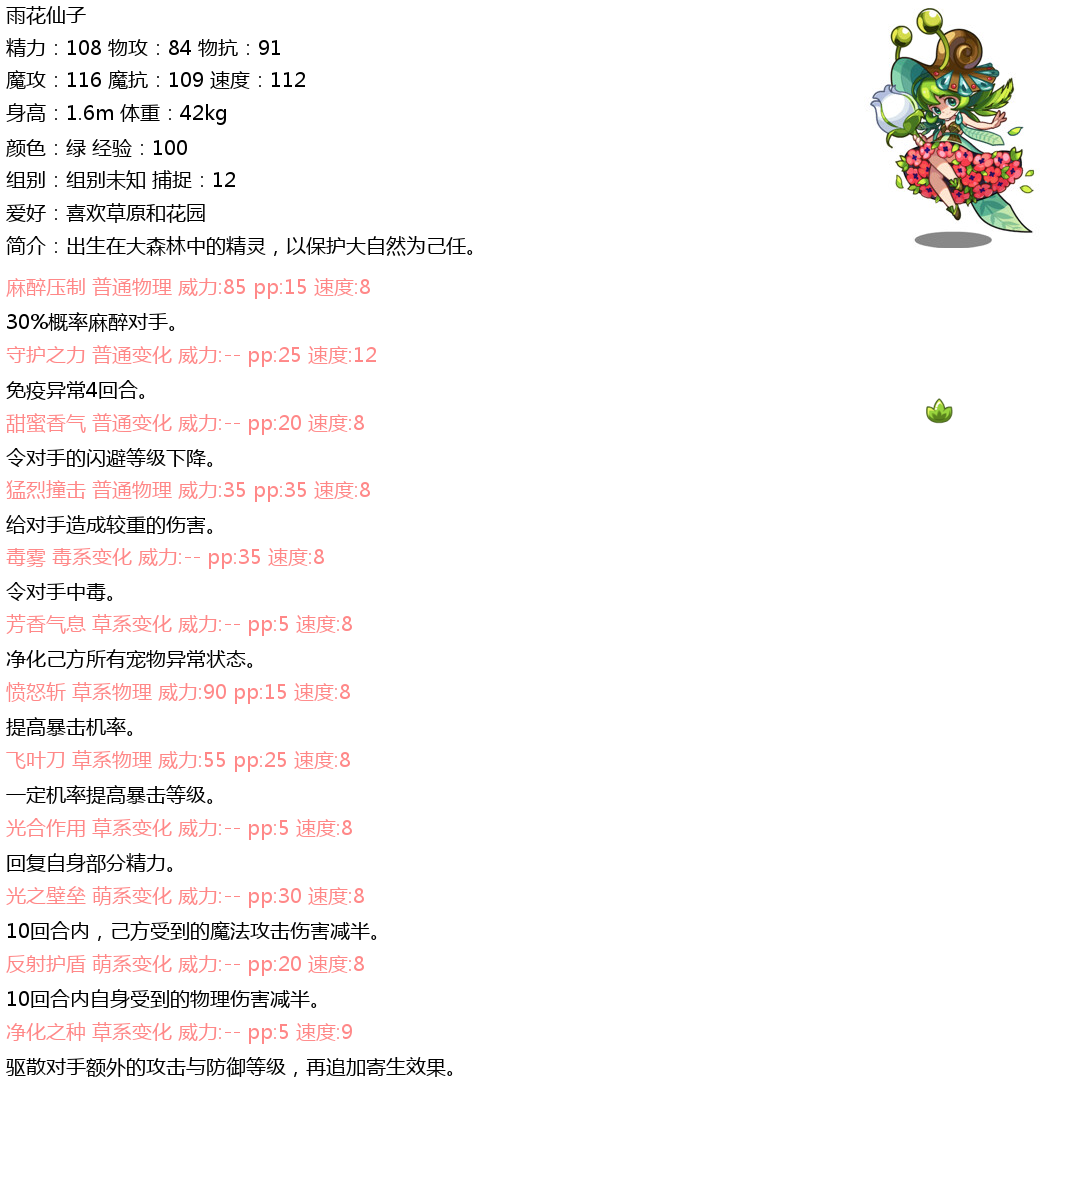 雨花仙子
精力：108 物攻：84 物抗：91
魔攻：116 魔抗：109 速度：112
身高：1.6m 体重：42kg
颜色：绿 经验：100
组别：组别未知 捕捉：12
爱好：喜欢草原和花园
简介：出生在大森林中的精灵，以保护大自然为己任。
麻醉压制 普通物理 威力:85 pp:15 速度:8
30%概率麻醉对手。
守护之力 普通变化 威力:-- pp:25 速度:12
免疫异常4回合。
甜蜜香气 普通变化 威力:-- pp:20 速度:8
令对手的闪避等级下降。
猛烈撞击 普通物理 威力:35 pp:35 速度:8
给对手造成较重的伤害。
毒雾 毒系变化 威力:-- pp:35 速度:8
令对手中毒。
芳香气息 草系变化 威力:-- pp:5 速度:8
净化己方所有宠物异常状态。
愤怒斩 草系物理 威力:90 pp:15 速度:8
提高暴击机率。
飞叶刀 草系物理 威力:55 pp:25 速度:8
一定机率提高暴击等级。
光合作用 草系变化 威力:-- pp:5 速度:8
回复自身部分精力。
光之壁垒 萌系变化 威力:-- pp:30 速度:8
10回合内，己方受到的魔法攻击伤害减半。
反射护盾 萌系变化 威力:-- pp:20 速度:8
10回合内自身受到的物理伤害减半。
净化之种 草系变化 威力:-- pp:5 速度:9
驱散对手额外的攻击与防御等级，再追加寄生效果。